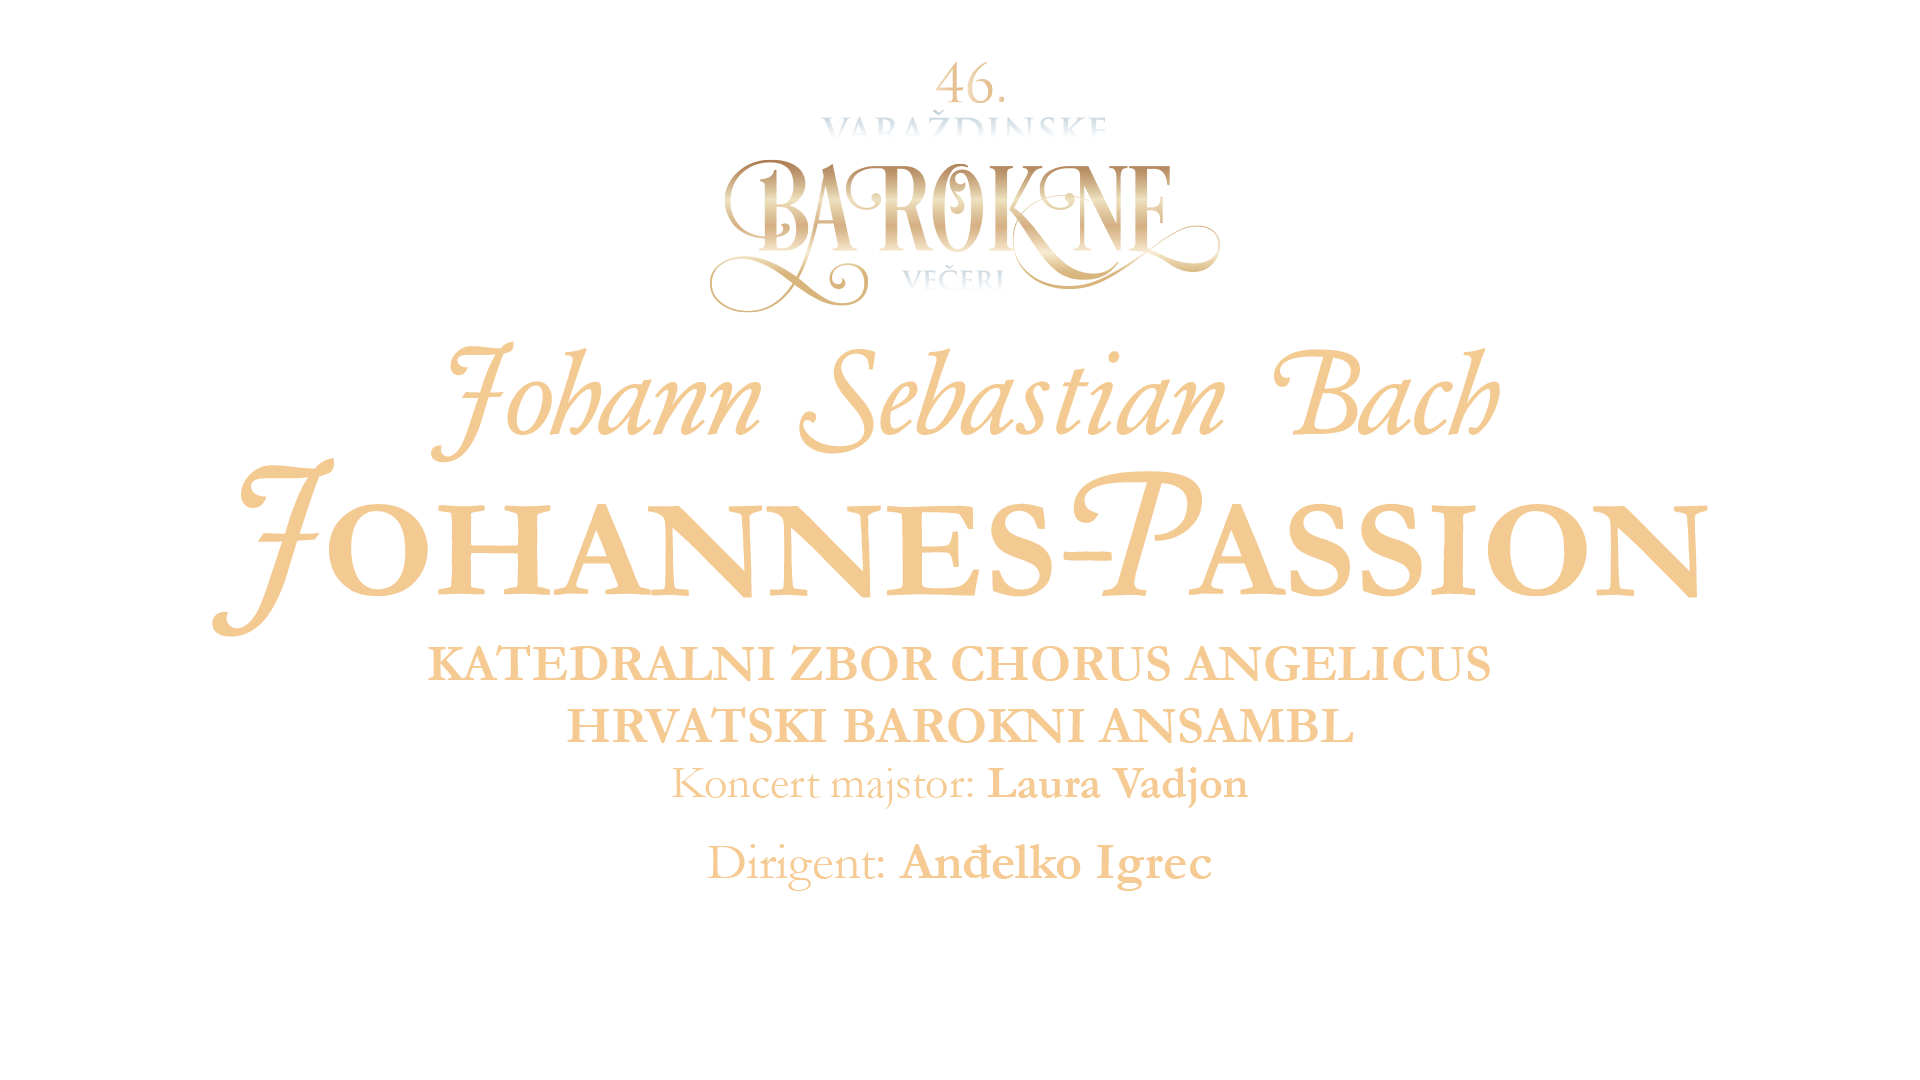 46.
VARAŽDINSKE
BAROKNE
VEČERI
Johann Sebastian Bach
JOHANNES-PASSION
KATEDRALNI ZBOR CHORUS ANGELICUS
HRVATSKI BAROKNI ANSAMBL
Koncert majstor: Laura Vadjon
Dirigent: Anđelko Igrec